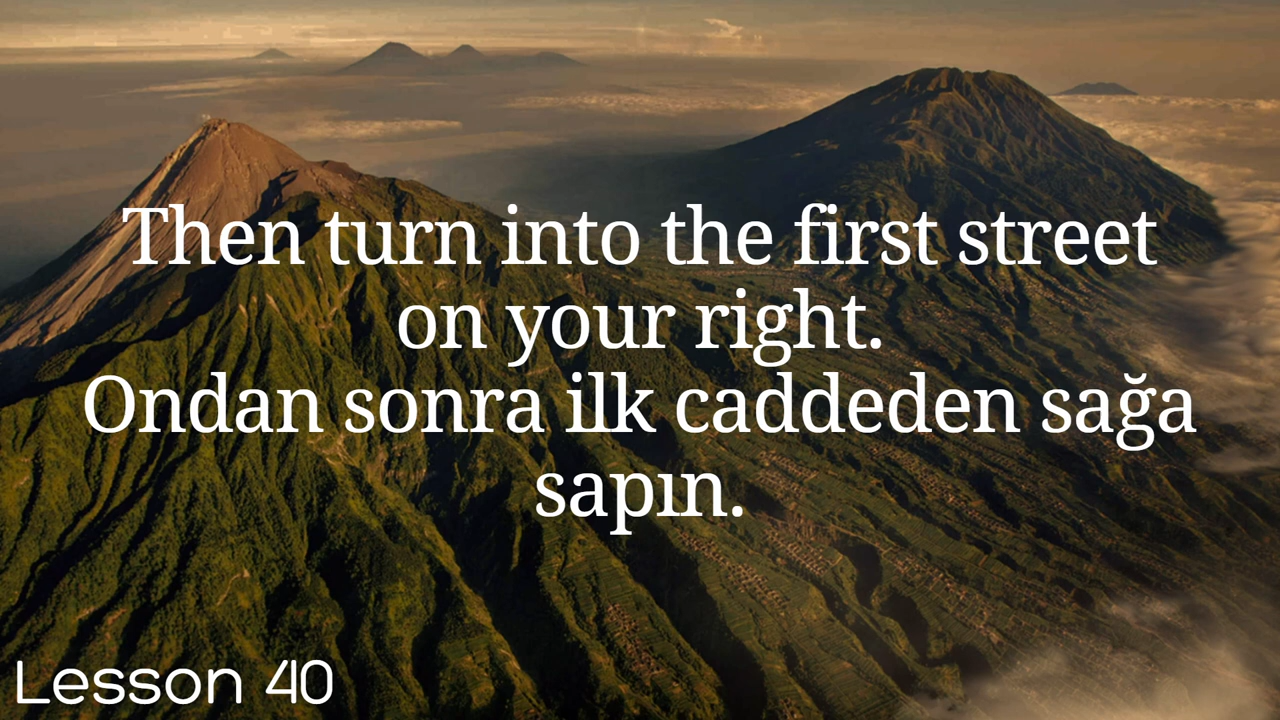 Then turn into the first street
on your right.
Ondan sonra ilk caddeden sağa
sapın.
Lesson 40